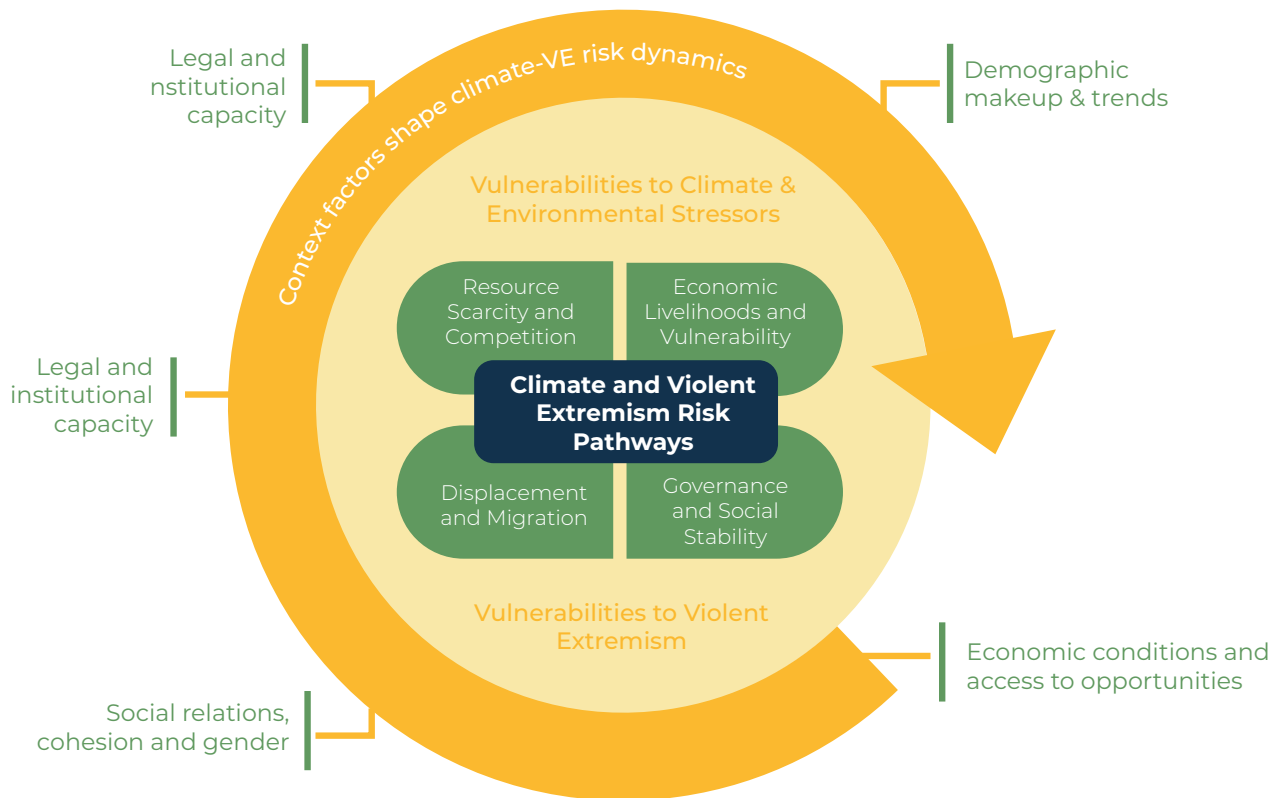 Legal and
nstitutional
capacity
Context factors shape climate-VE risk dynamics
Demographic
makeup & trends
Vulnerabilities to Climate &
Environmental Stressors
Resource
Scarcity and
Competition
Economic
Livelihoods and
Vulnerability
Climate and Violent
Extremism Risk
Pathways
Legal and
institutional
capacity
Displacement
and Migration
Governance
and Social
Stability
Vulnerabilities to Violent
Extremism
Economic conditions and
access to opportunities
Social relations,
cohesion and gender